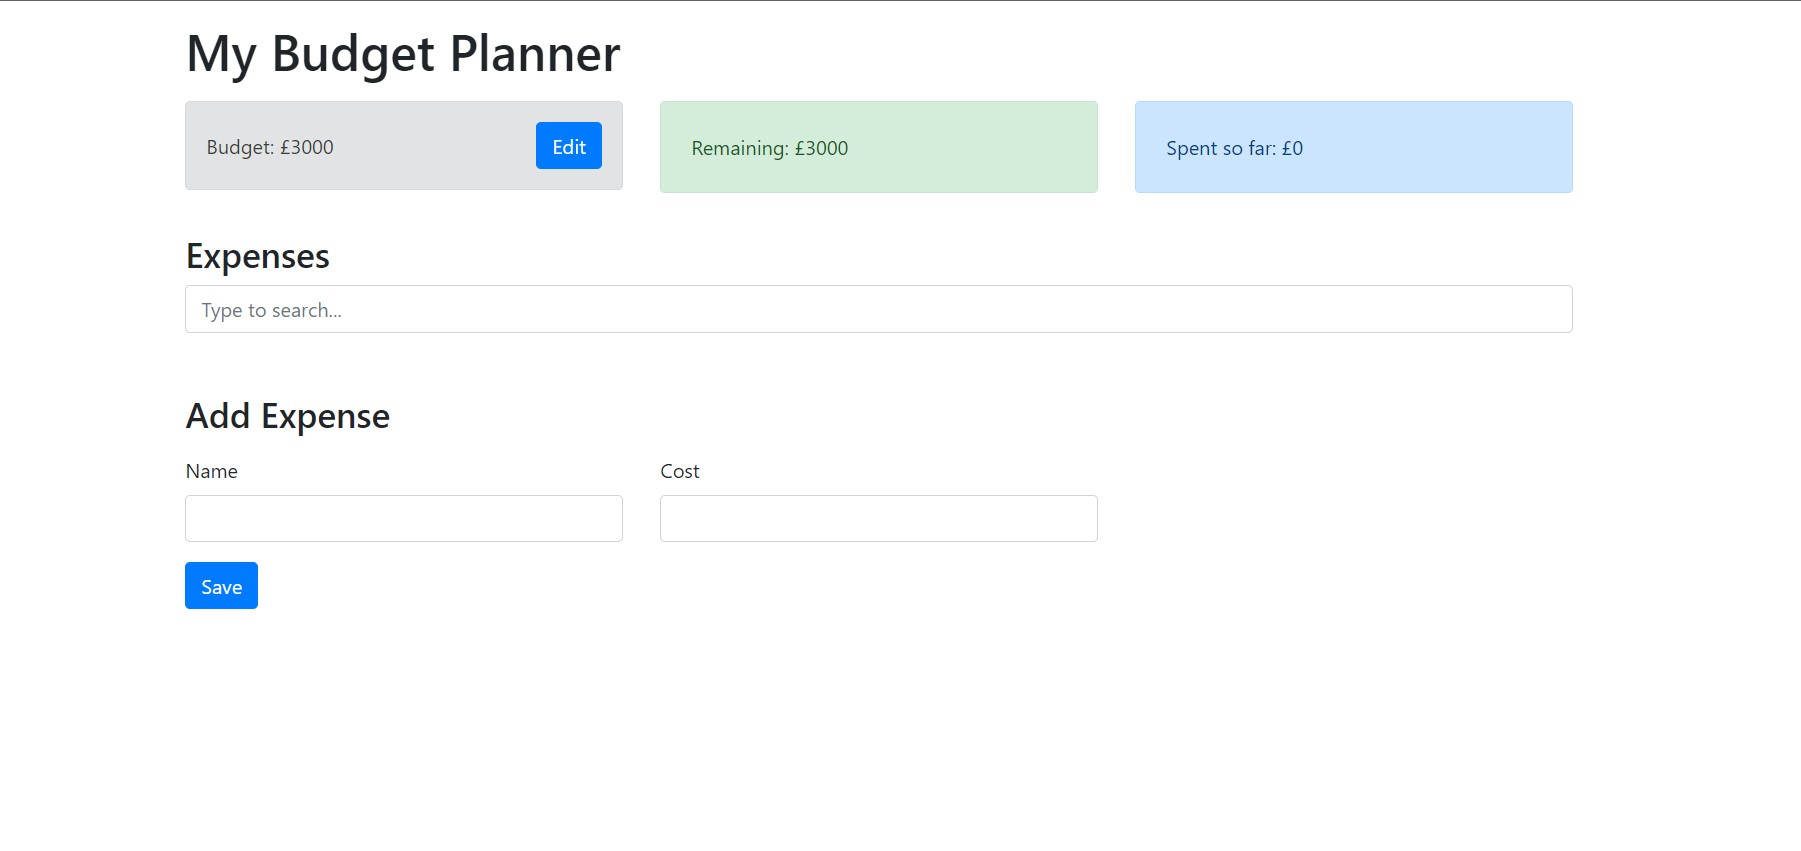 My Budget Planner
Budget: £3000
Edit
Remaining: £3000
Spent so far: £0
Expenses
Type to search...
Add Expense
Name
Cost
Save